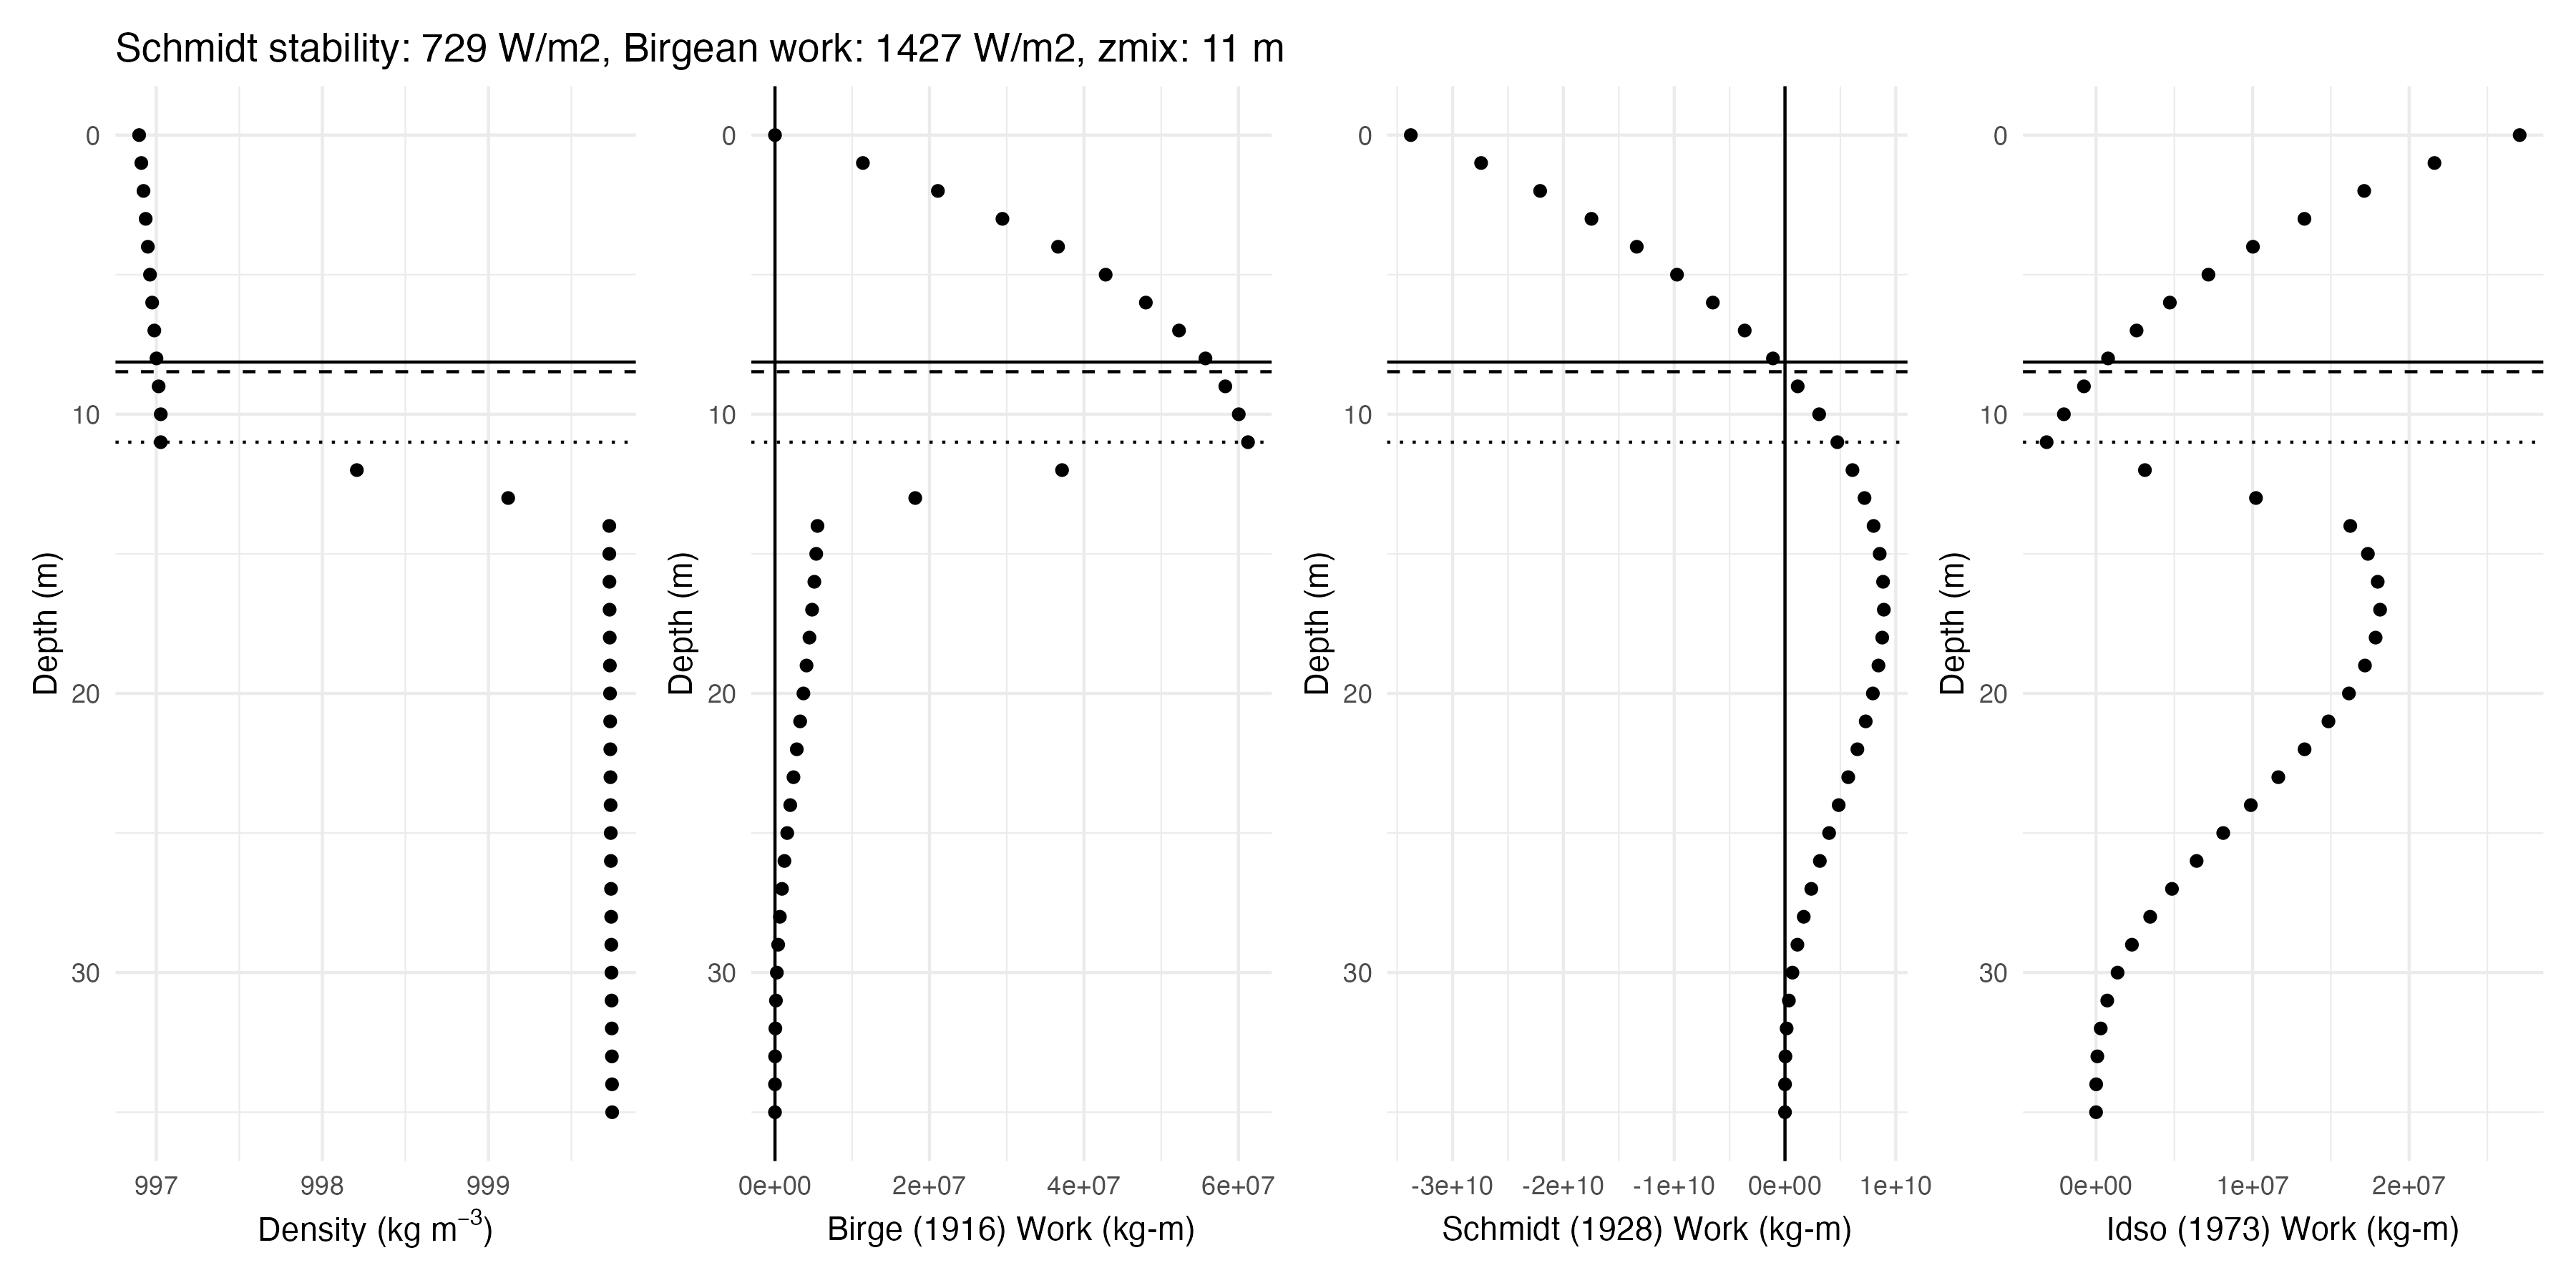 Schmidt stability: 729 W/m2, Birgean work: 1427 W/m2, zmix: 11 m
0
10
20
30
Depth (m)
997 998 999
Density (kg m⁻³)
0
10
20
30
Depth (m)
0e+00 2e+07 4e+07 6e+07
Birge (1916) Work (kg-m)
0
10
20
30
Depth (m)
-3e+10 -2e+10 -1e+10 0e+00 1e+10
Schmidt (1928) Work (kg-m)
0
10
20
30
Depth (m)
0e+00 1e+07 2e+07
Idso (1973) Work (kg-m)